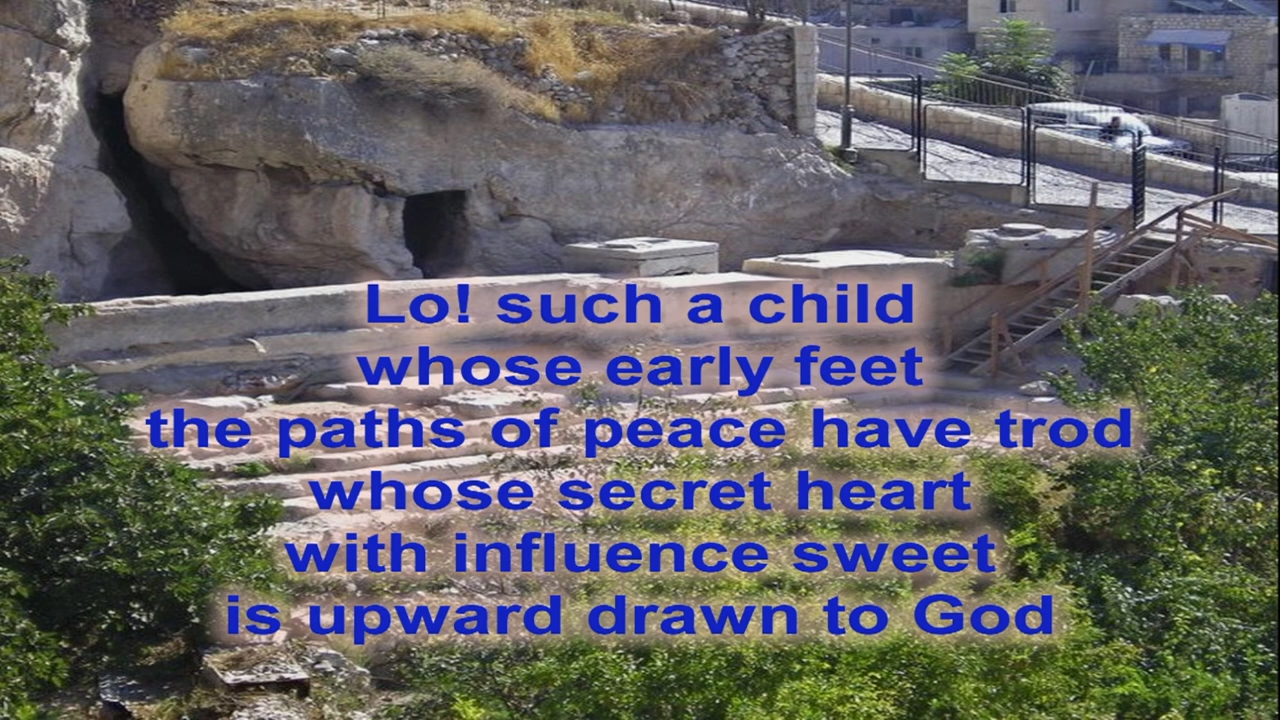 Lo! such a child
whose early feet
the paths of peace have trod
whose secret heart
with influence sweet
is upward drawn to God